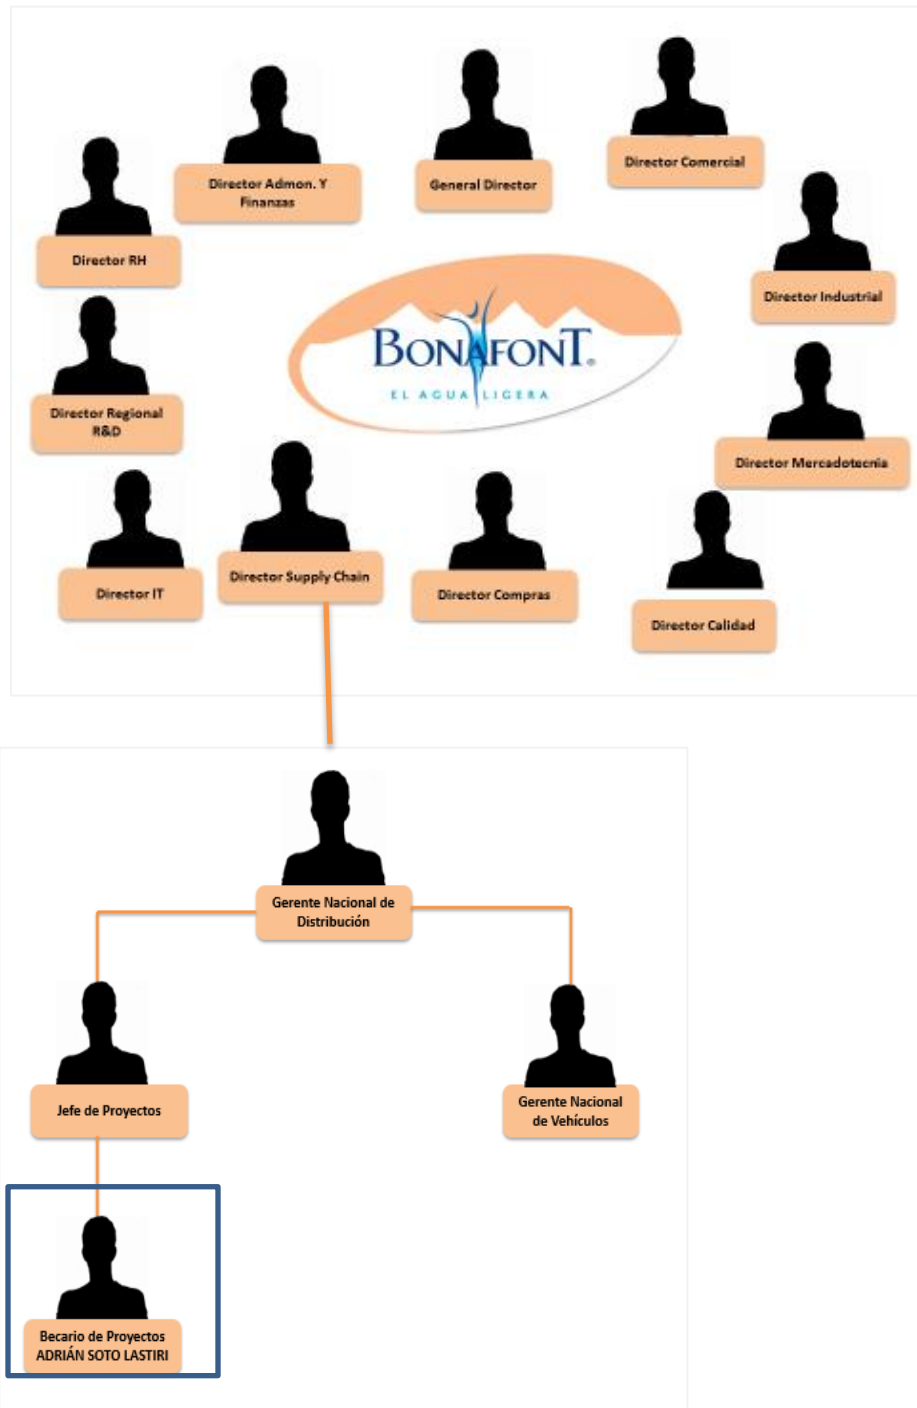 Director Comercial
Director Admon. Y
Finanzas
General Director
Director RH
Director Industrial
BONAFONT®
EL AGUA LIGERA
Director Regional
R&D
Director Mercadotecnia
Director IT
Director Supply Chain
Director Compras
Director Calidad
Gerente Nacional de
Distribución
Jefe de Proyectos
Gerente Nacional
de Vehículos
Becario de Proyectos
ADRIÁN SOTO LASTIRI